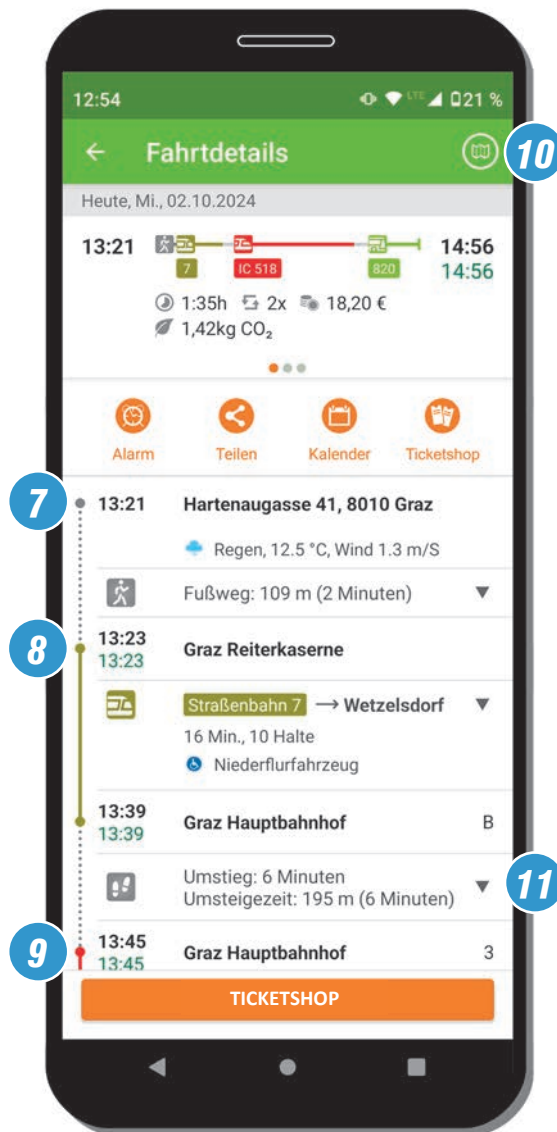 12:54 LTE 21 %
Fahrtdetails
10
Heute, Mi., 02.10.2024
13:21 14:56
7 IC 518 820 14:56
1:35h 2x 18,20 €
1,42kg CO₂
Alarm Teilen Kalender Ticketshop
7 13:21 Hartenaugasse 41, 8010 Graz
Regen, 12.5 °C, Wind 1.3 m/S
Fußweg: 109 m (2 Minuten)
8
13:23
13:23
Graz Reiterkaserne
Straßenbahn 7 → Wetzelsdorf
16 Min., 10 Halte
Niederflurfahrzeug
13:39
13:39
Graz Hauptbahnhof B
Umstieg: 6 Minuten
Umsteigezeit: 195 m (6 Minuten)
11
9
13:45
13:45
Graz Hauptbahnhof 3
TICKETSHOP